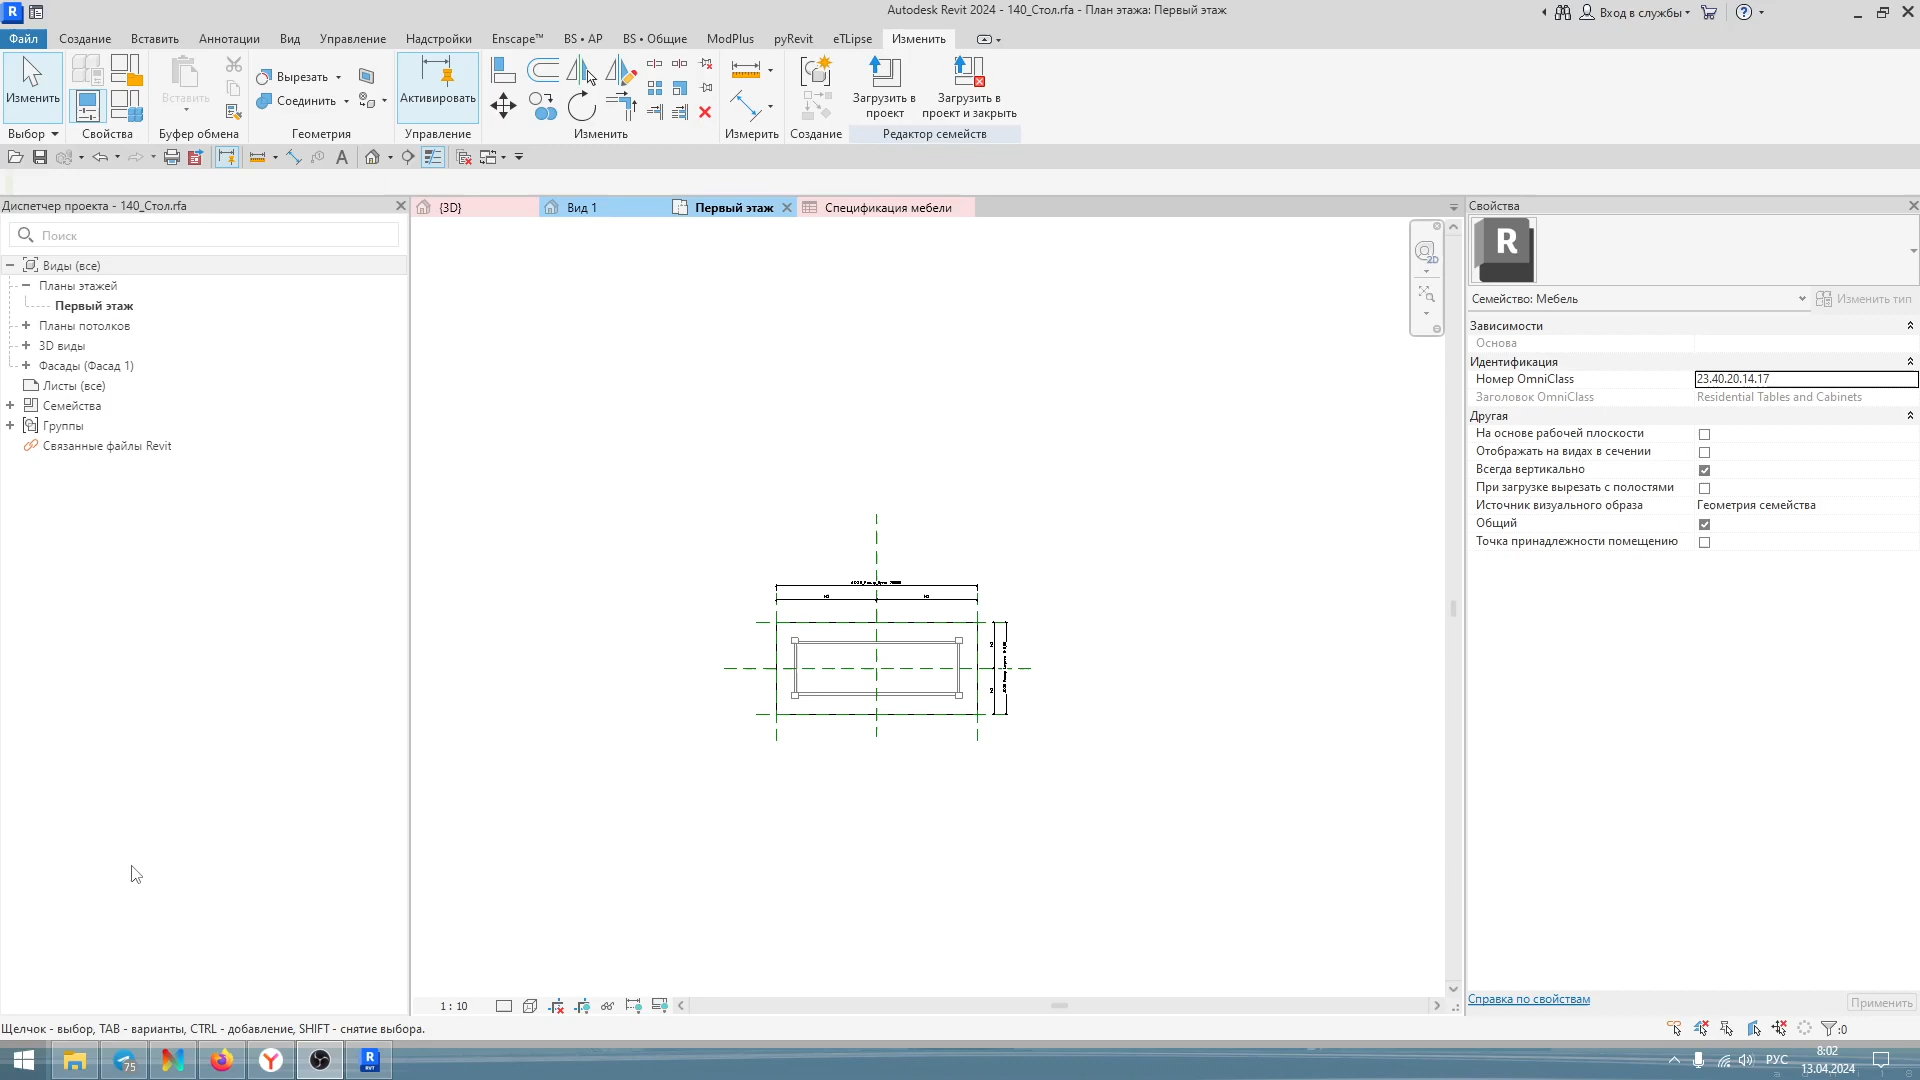 Autodesk Revit 2024 - 140_Стол.rfa - План этажа: Первый этаж
Вход в службы
Файл Создание Вставить Аннотации Вид Управление Надстройки Enscape™ BS • АР BS • Общие ModPlus pyRevit eTLipse Изменить
Изменить
Вставить
Вырезать
Соединить
Активировать
Загрузить в проект
Загрузить в проект и закрыть
Выбор Свойства Буфер обмена Геометрия Управление Изменить Измерить Создание Редактор семейств
Диспетчер проекта - 140_Стол.rfa
{3D} Вид 1 Первый этаж Спецификация мебели
Поиск
Виды (все)
Планы этажей
Первый этаж
Планы потолков
3D виды
Фасады (Фасад 1)
Листы (все)
Семейства
Группы
Связанные файлы Revit
2D
Свойства
R
Семейство: Мебель
Изменить тип
Зависимости
Основа
Идентификация
Номер OmniClass 23.40.20.14.17
Заголовок OmniClass Residential Tables and Cabinets
Другая
На основе рабочей плоскости
Отображать на видах в сечении
Всегда вертикально
При загрузке вырезать с полостями
Источник визуального образа Геометрия семейства
Общий
Точка принадлежности помещению
Справка по свойствам
Применить
1 : 10
Щелчок - выбор, TAB - варианты, CTRL - добавление, SHIFT - снятие выбора.
:0
75
R
RVT
РУС
8:02
13.04.2024